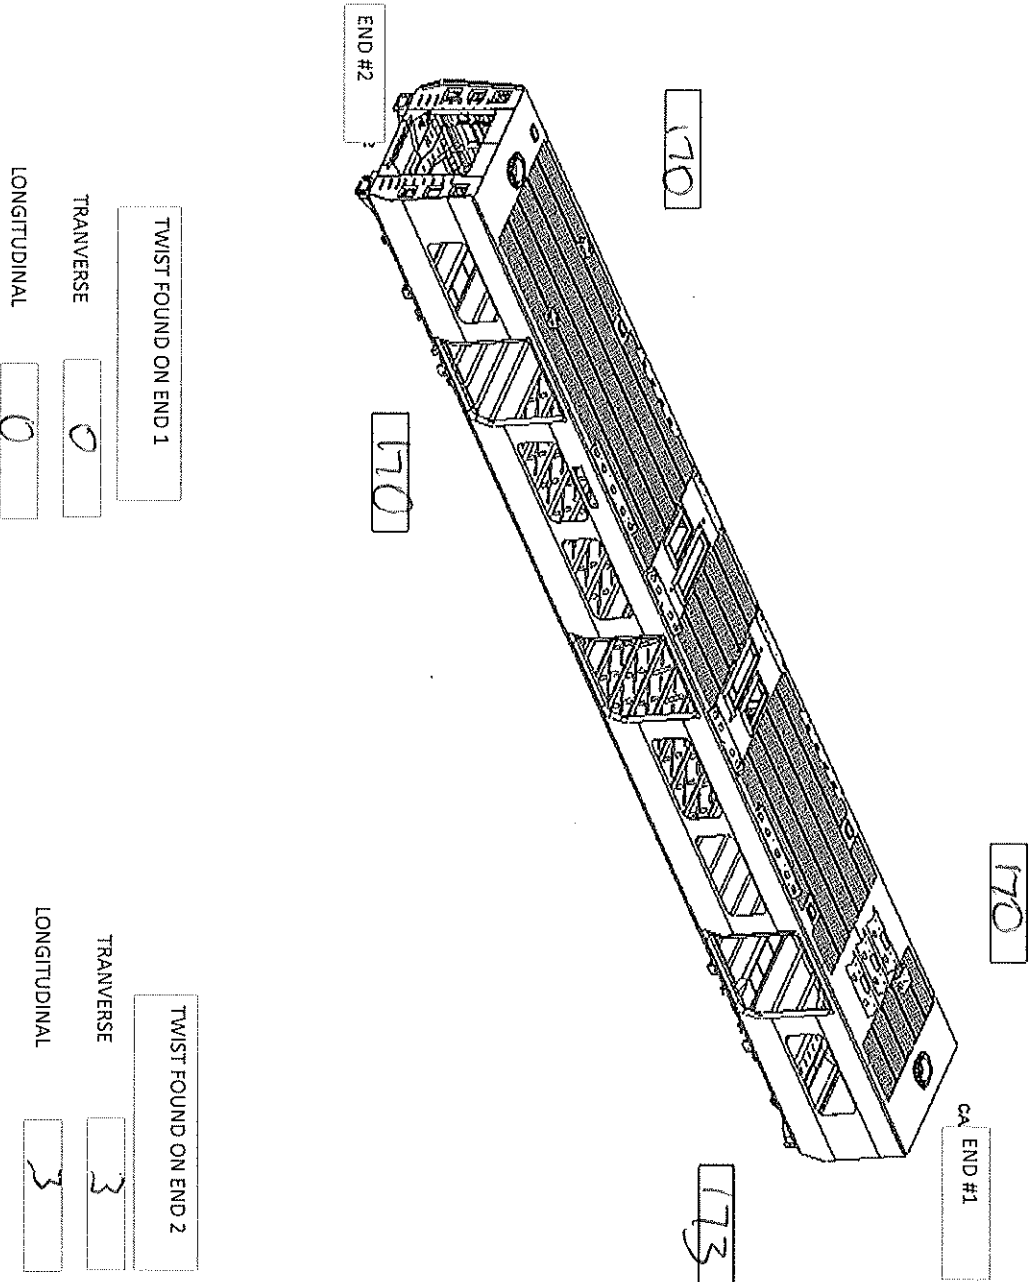 170
CA END #1
170
173
170
END #2
TWIST FOUND ON END 1
TRANVERSE 0
LONGITUDINAL 0
TWIST FOUND ON END 2
TRANVERSE 3
LONGITUDINAL 3